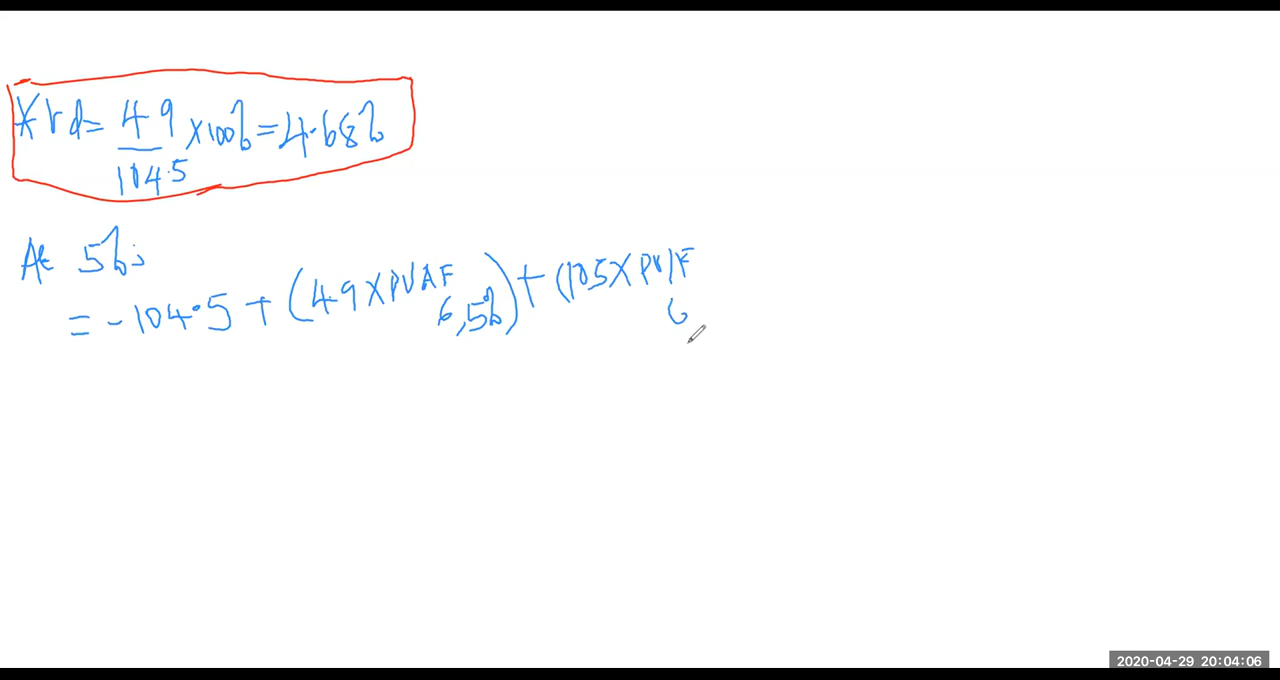 Krd = 4.9/104.5 x 100% = 4.68%
At 5%:
= -104.5 + (4.9 x PVAF 6,5%) + (105 x PVIF 6
2020-04-29 20:04:06